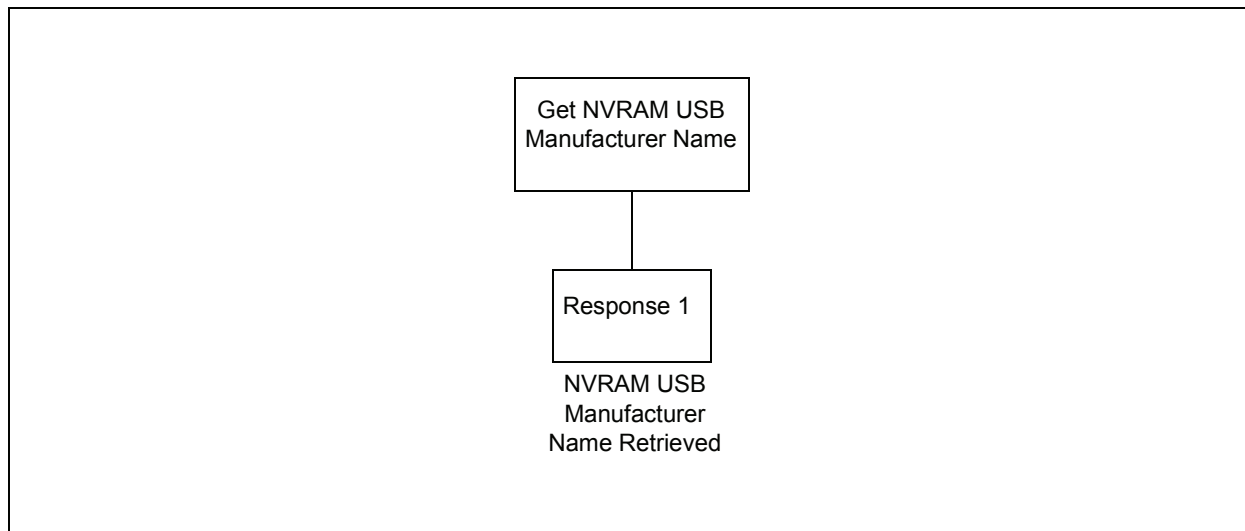 Get NVRAM USB
Manufacturer Name
Response 1
NVRAM USB
Manufacturer
Name Retrieved